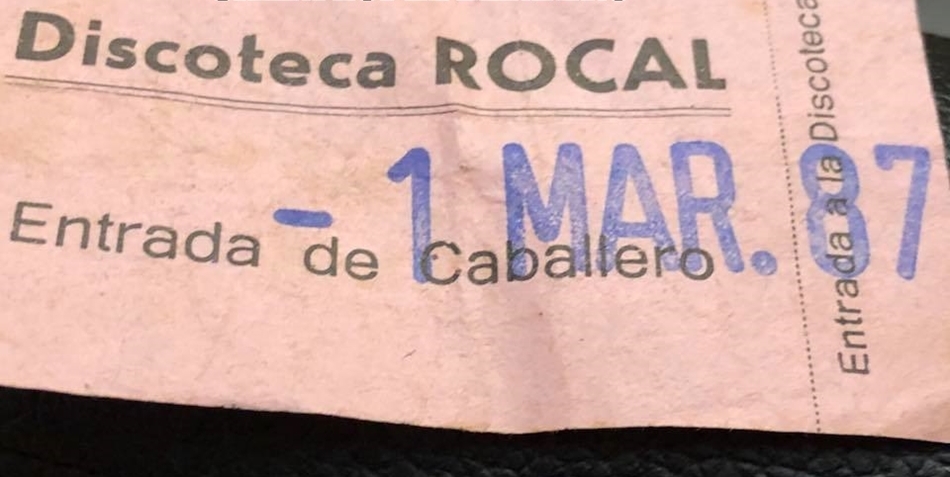 Discoteca ROCAL
- 1 MAR. 87
Entrada de Caballero
Entrada a la Discoteca